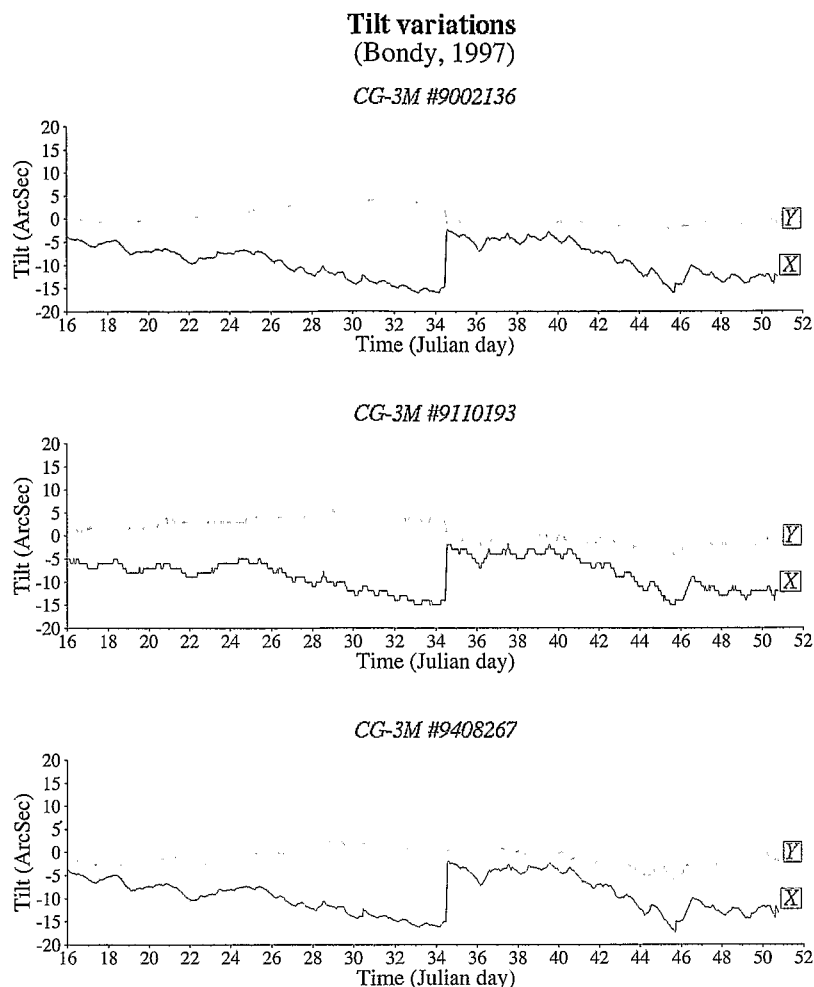 Tilt variations
(Bondy, 1997)
CG-3M #9002136
Tilt (ArcSec)
20
15
10
5
0
-5
-10
-15
-20
Y
X
16 18 20 22 24 26 28 30 32 34 36 38 40 42 44 46 48 50 52
Time (Julian day)
CG-3M #9110193
Tilt (ArcSec)
20
15
10
5
0
-5
-10
-15
-20
Y
X
16 18 20 22 24 26 28 30 32 34 36 38 40 42 44 46 48 50 52
Time (Julian day)
CG-3M #9408267
Tilt (ArcSec)
20
15
10
5
0
-5
-10
-15
-20
Y
X
16 18 20 22 24 26 28 30 32 34 36 38 40 42 44 46 48 50 52
Time (Julian day)